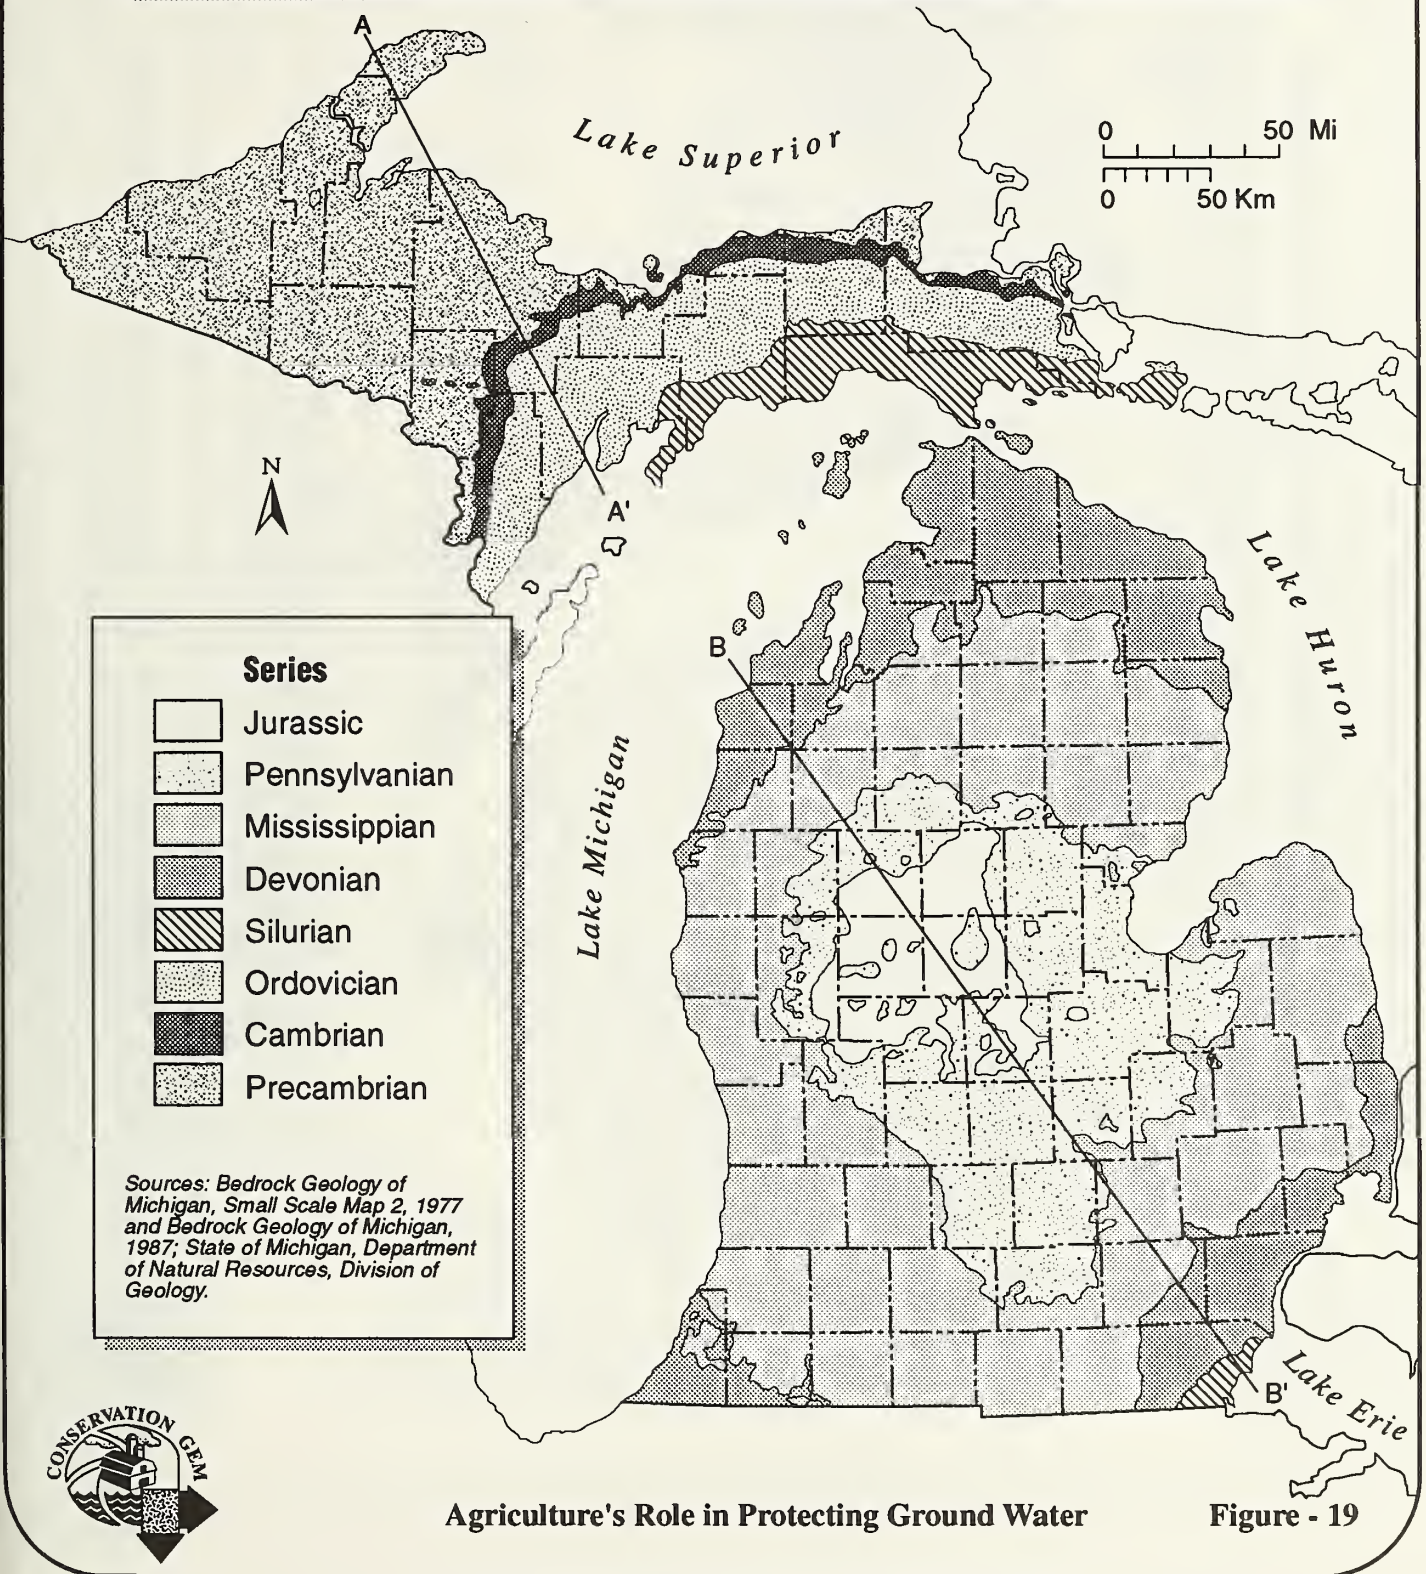 A
Lake Superior
0 50 Mi
0 50 Km
N
A'
Lake Huron
B
Lake Michigan
Series
Jurassic
Pennsylvanian
Mississippian
Devonian
Silurian
Ordovician
Cambrian
Precambrian
Sources: Bedrock Geology of
Michigan, Small Scale Map 2, 1977
and Bedrock Geology of Michigan,
1987; State of Michigan, Department
of Natural Resources, Division of
Geology.
B'
Lake Erie
CONSERVATION GEM
Agriculture's Role in Protecting Ground Water Figure - 19